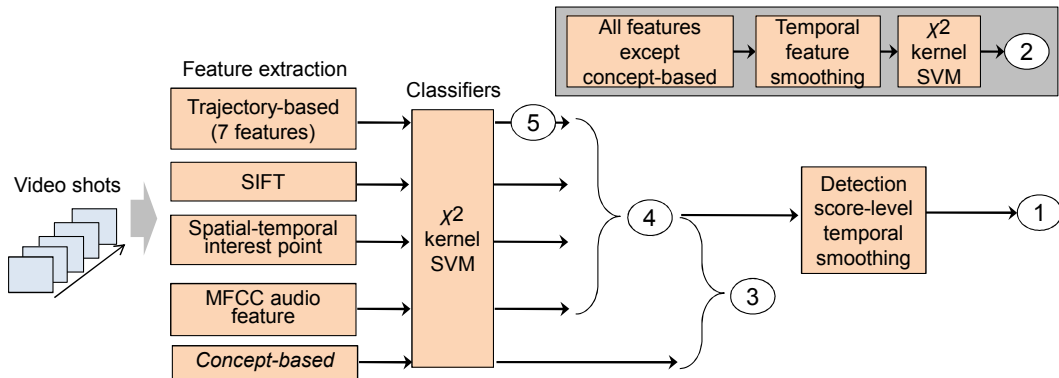 All features
except
concept-based
Temporal
feature
smoothing
χ2
kernel
SVM
2
Feature extraction
Classifiers
Trajectory-based
(7 features)
5
Video shots
SIFT
Spatial-temporal
interest point
MFCC audio
feature
Concept-based
χ2
kernel
SVM
4
3
Detection
score-level
temporal
smoothing
1